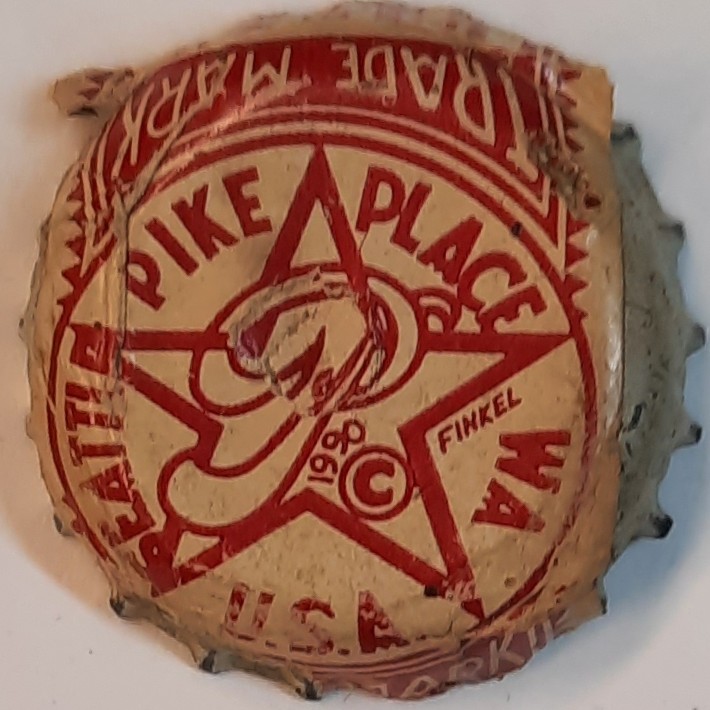 TRADE MARK
PIKE PLACE
SEATTLE
WA
U.S.A.
FINKEL
1990
©
MARK